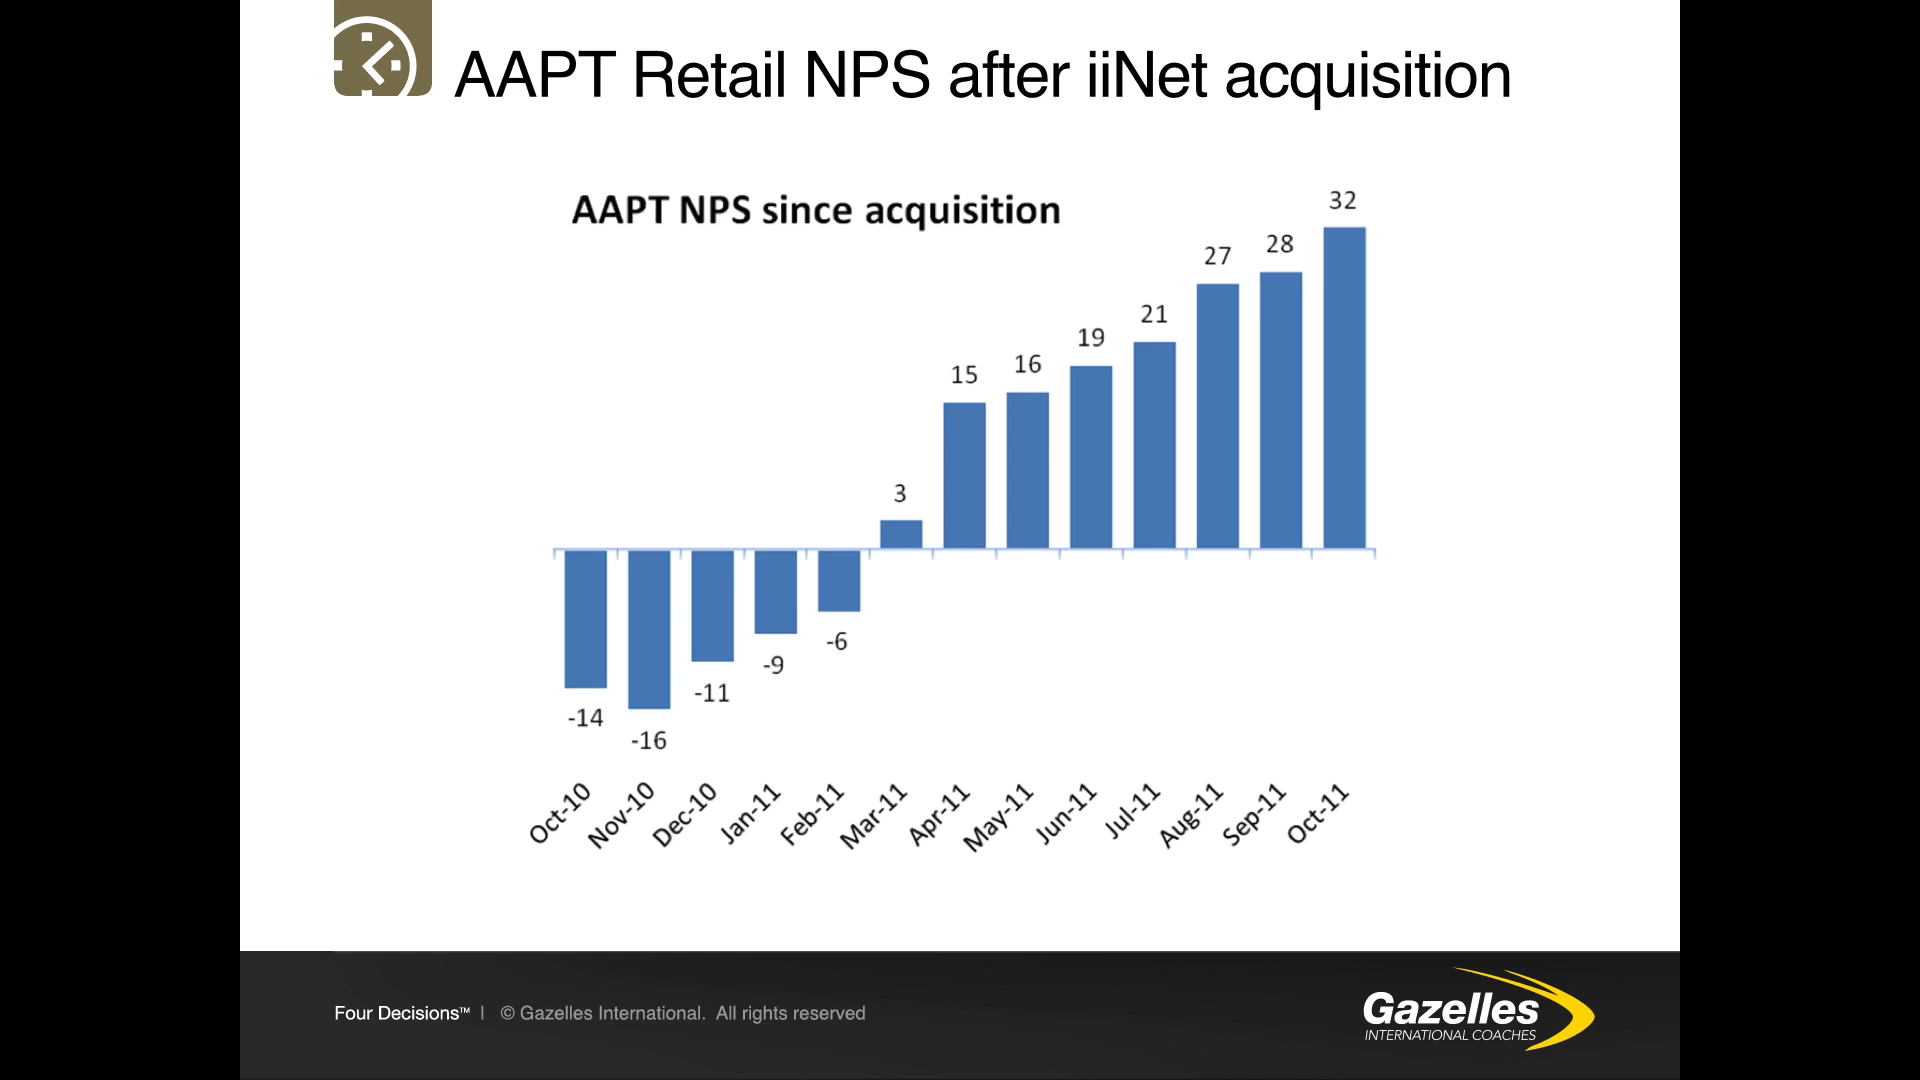 AAPT Retail NPS after iiNet acquisition
AAPT NPS since acquisition
32
28
27
21
19
16
15
3
-6
-9
-11
-14
-16
Oct-10
Nov-10
Dec-10
Jan-11
Feb-11
Mar-11
Apr-11
May-11
Jun-11
Jul-11
Aug-11
Sep-11
Oct-11
Four Decisions™ | © Gazelles International. All rights reserved
Gazelles
INTERNATIONAL COACHES